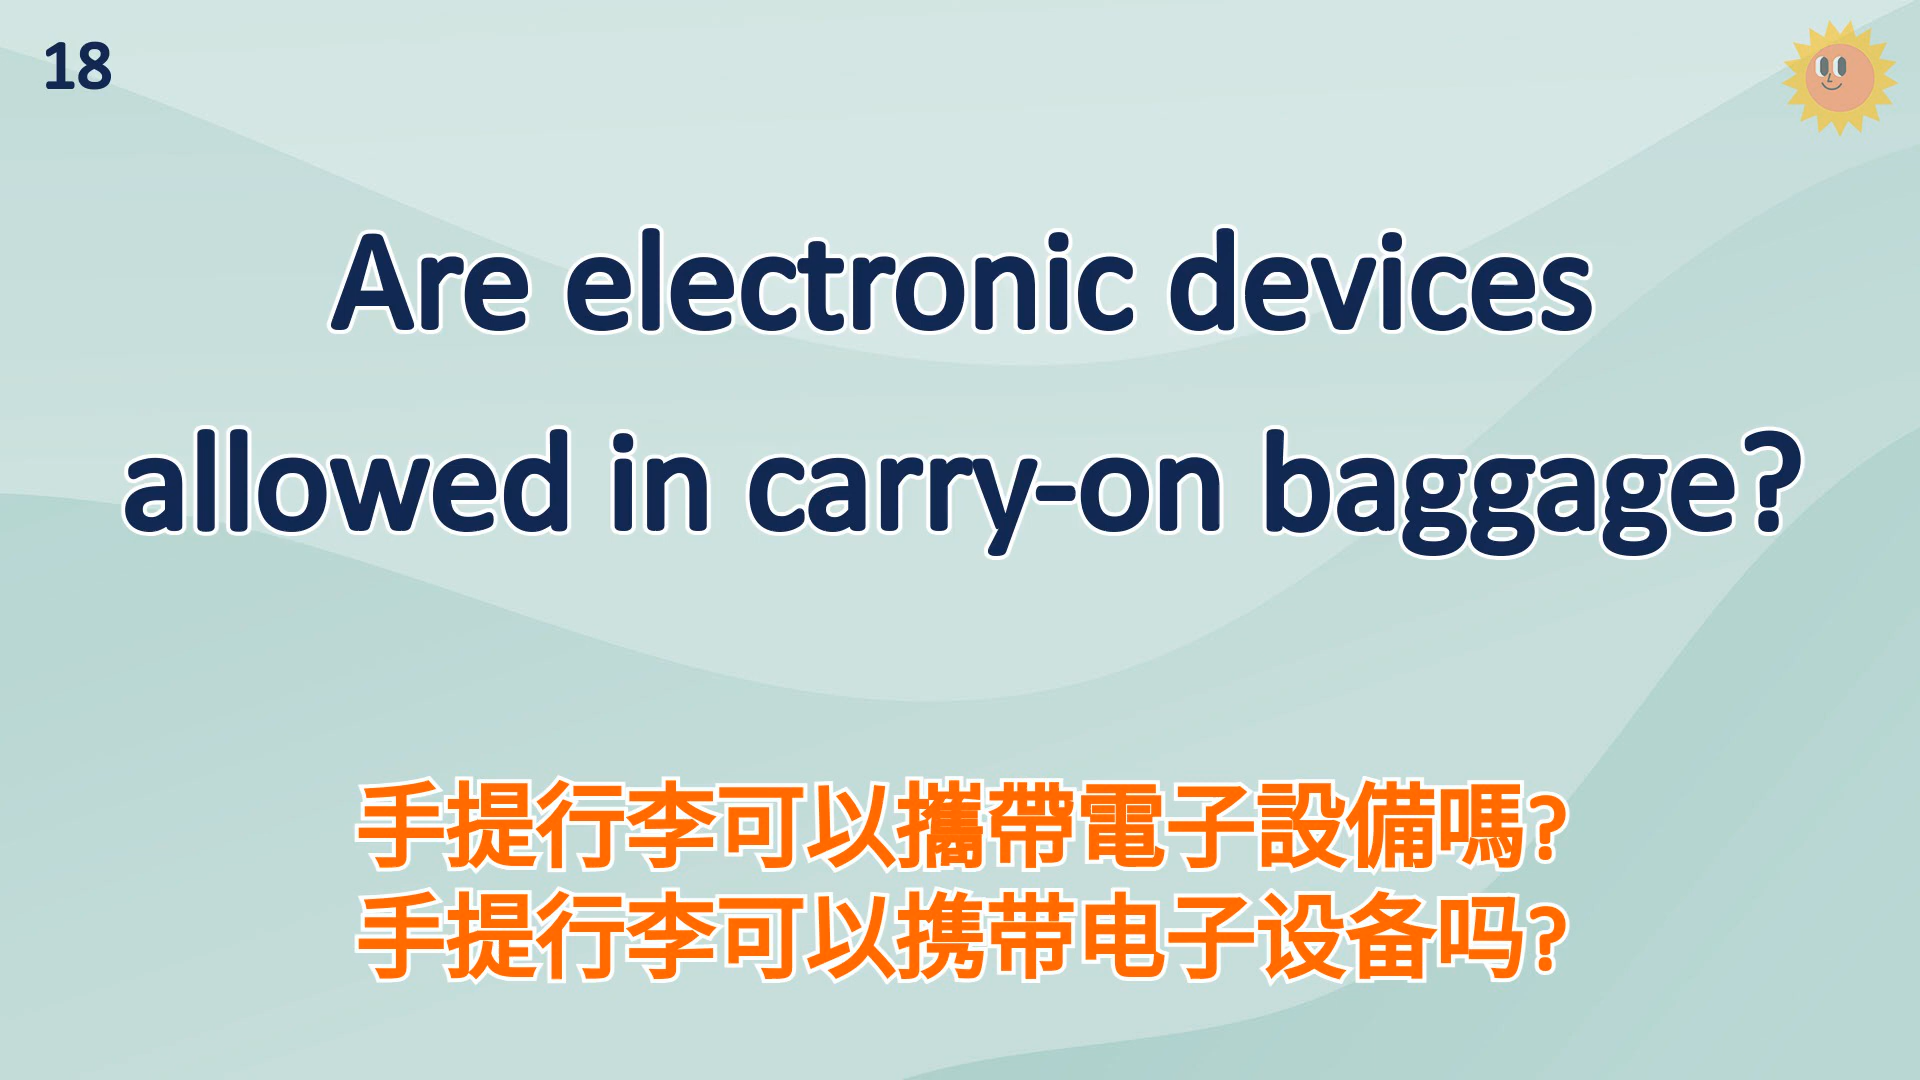 18
Are electronic devices
allowed in carry-on baggage?
手提行李可以攜帶電子設備嗎?
手提行李可以携带电子设备吗?